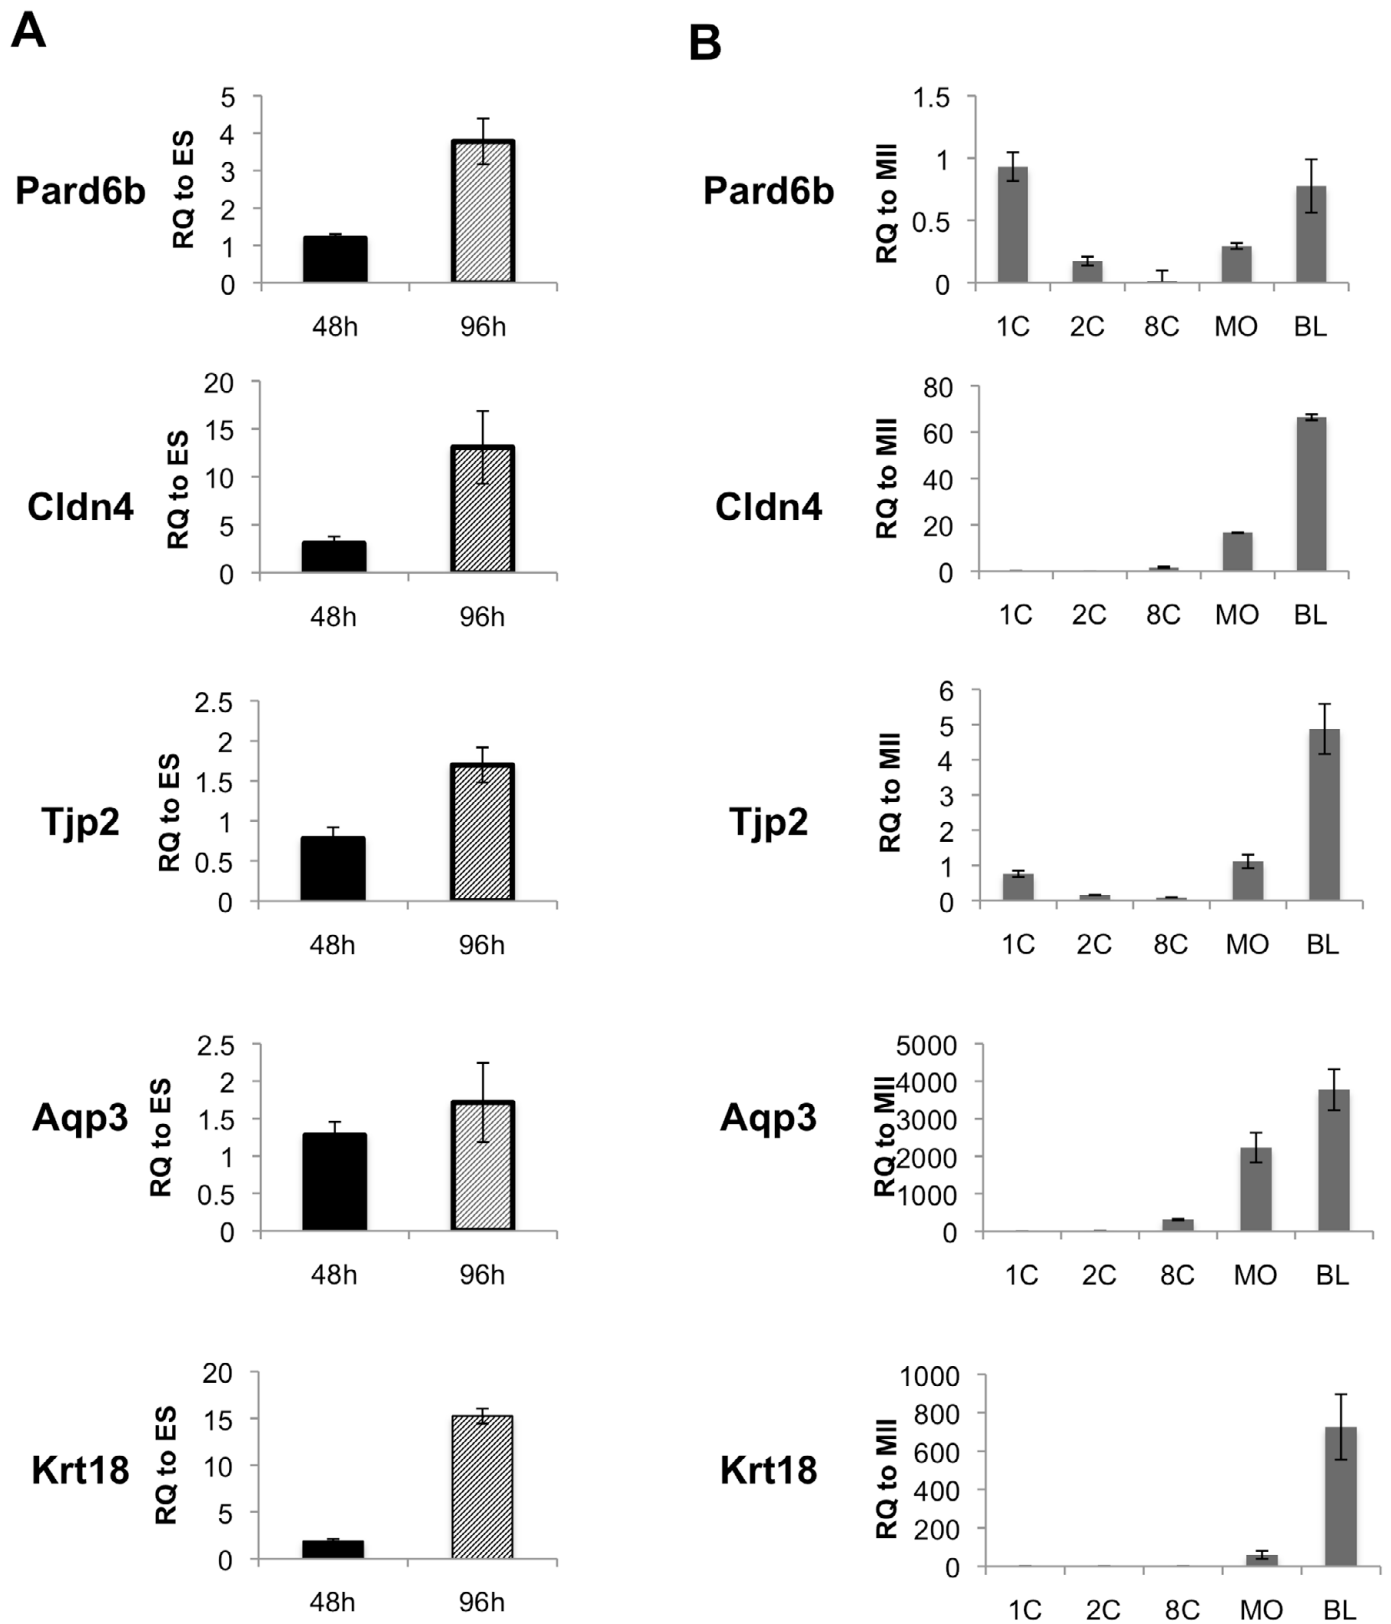 A
B
Pard6b
RQ to ES
5
4
3
2
1
0
48h 96h
Pard6b
RQ to MII
1.5
1
0.5
0
1C 2C 8C MO BL
Cldn4
RQ to ES
20
15
10
5
0
48h 96h
Cldn4
RQ to MII
80
60
40
20
0
1C 2C 8C MO BL
Tjp2
RQ to ES
2.5
2
1.5
1
0.5
0
48h 96h
Tjp2
RQ to MII
6
5
4
3
2
1
0
1C 2C 8C MO BL
Aqp3
RQ to ES
2.5
2
1.5
1
0.5
0
48h 96h
Aqp3
RQ to MII
5000
4000
3000
2000
1000
0
1C 2C 8C MO BL
Krt18
RQ to ES
20
15
10
5
0
48h 96h
Krt18
RQ to MII
1000
800
600
400
200
0
1C 2C 8C MO BL